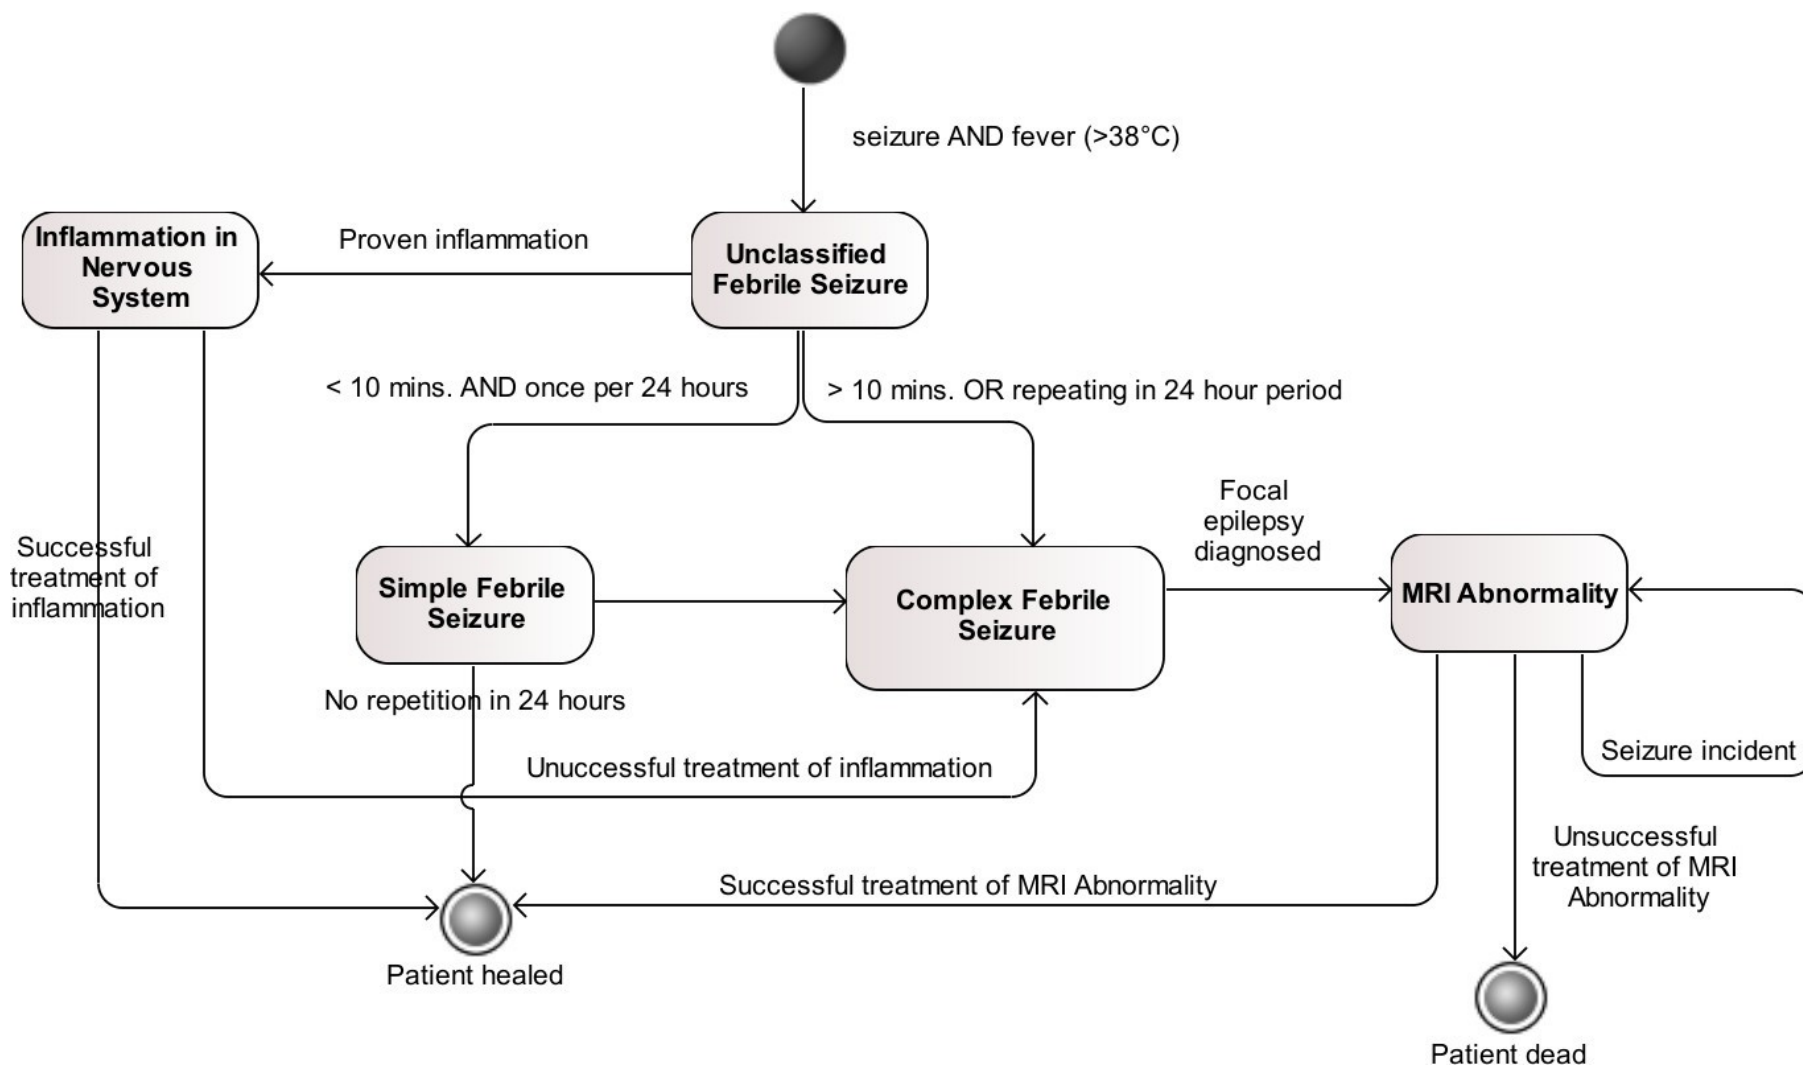 seizure AND fever (>38°C)
Inflammation in
Nervous
System
Proven inflammation
Unclassified
Febrile Seizure
< 10 mins. AND once per 24 hours
> 10 mins. OR repeating in 24 hour period
Successful
treatment of
inflammation
Simple Febrile
Seizure
Complex Febrile
Seizure
Focal
epilepsy
diagnosed
MRI Abnormality
No repetition in 24 hours
Unuccessful treatment of inflammation
Seizure incident
Successful treatment of MRI Abnormality
Unsuccessful
treatment of MRI
Abnormality
Patient healed
Patient dead